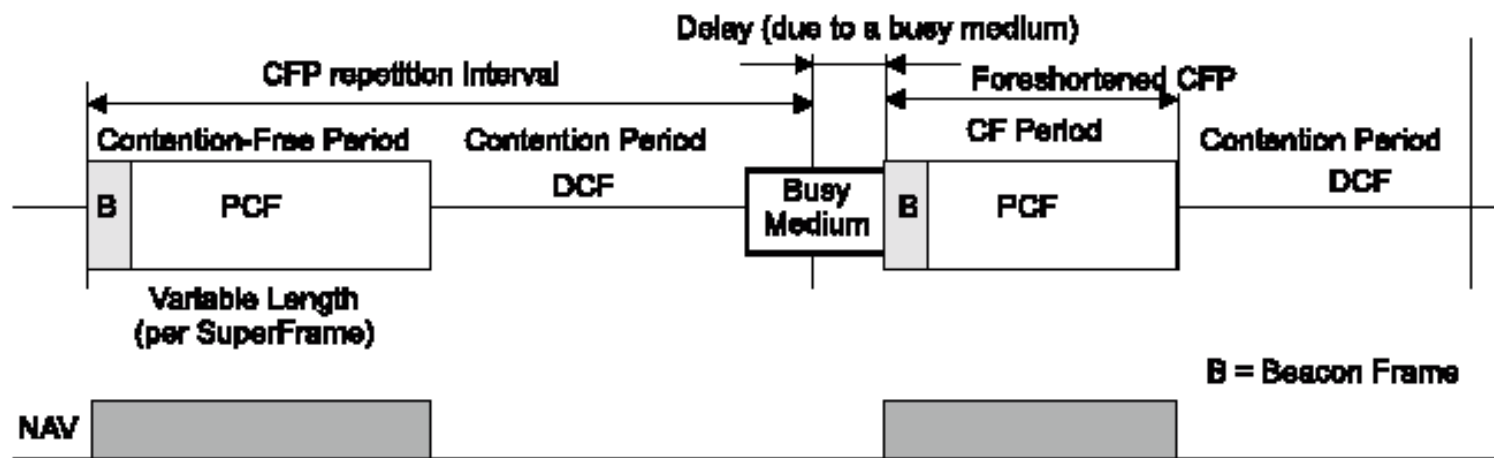 Delay (due to a busy medium)
CFP repetition Interval
Foreshortened CFP
Contention-Free Period
Contention Period
CF Period
Contention Period
B
PCF
DCF
Busy
Medium
B
PCF
DCF
Variable Length
(per SuperFrame)
B = Beacon Frame
NAV